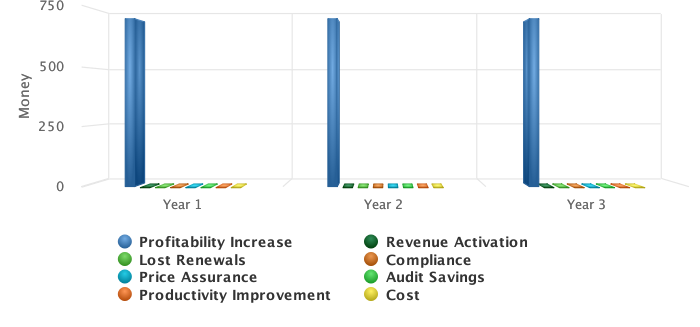 750
500
250
0
Money
Year 1
Year 2
Year 3
Profitability Increase
Revenue Activation
Lost Renewals
Compliance
Price Assurance
Audit Savings
Productivity Improvement
Cost